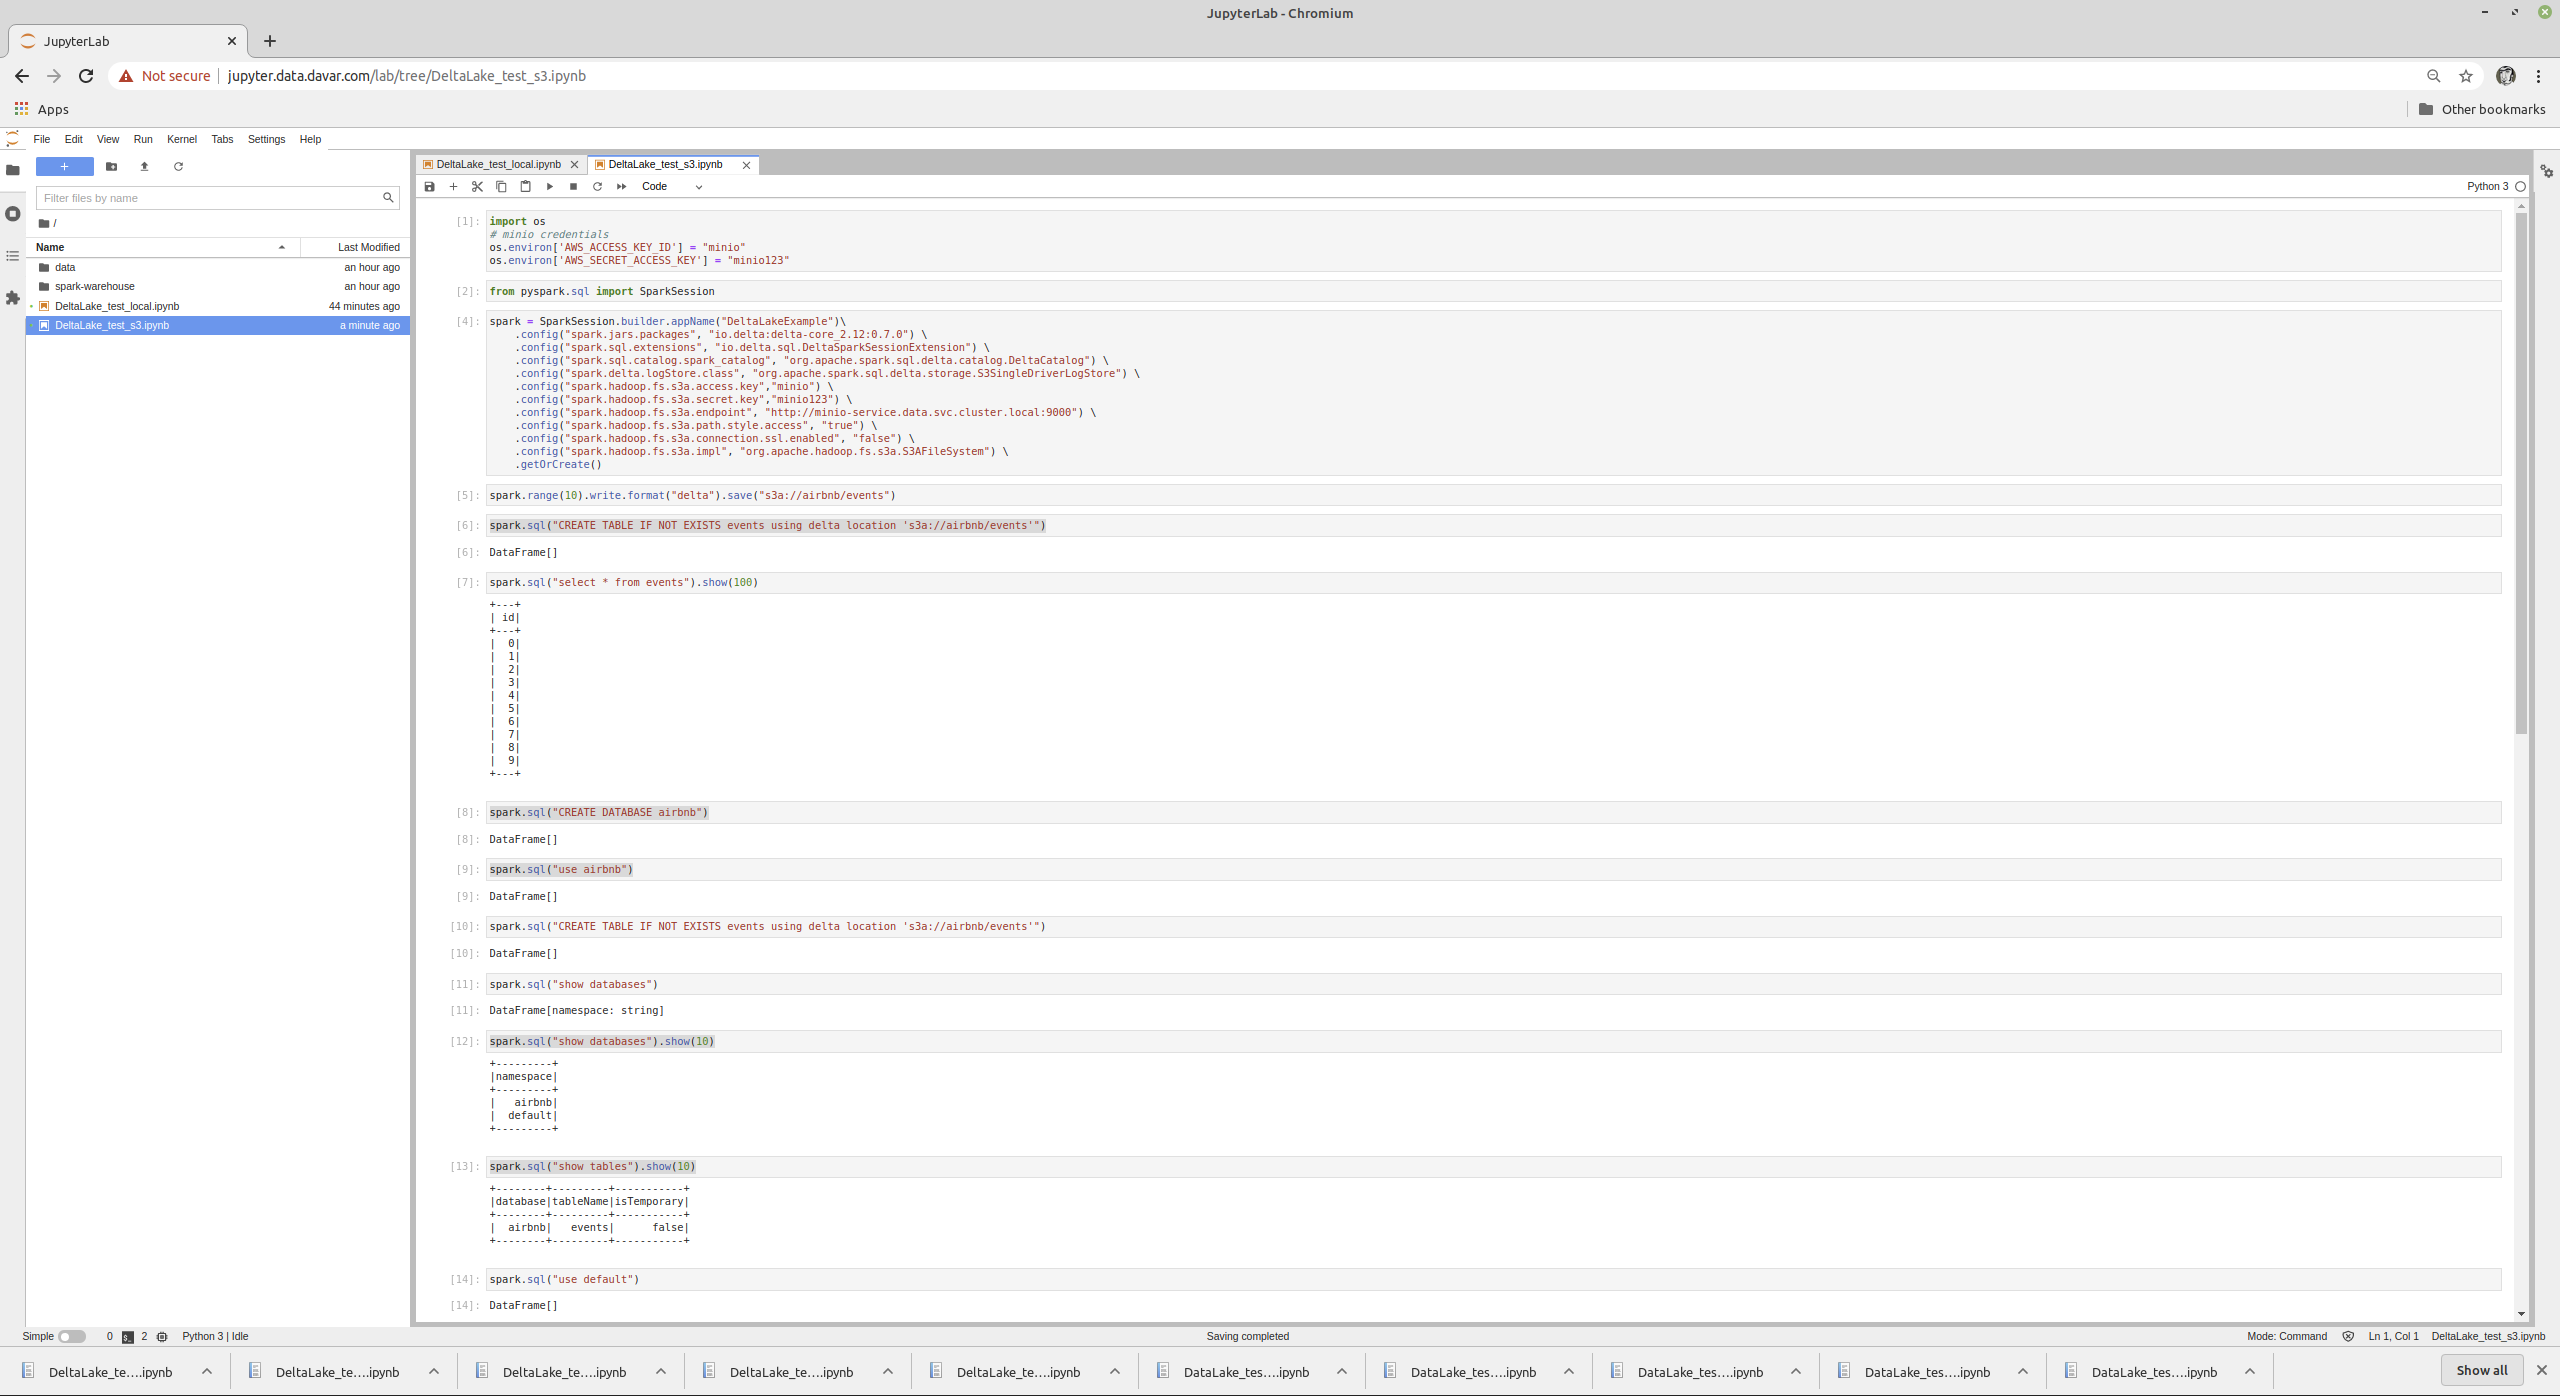 JupyterLab - Chromium
JupyterLab
Not secure jupyter.data.davar.com/lab/tree/DeltaLake_test_s3.ipynb
Apps
Other bookmarks
File Edit View Run Kernel Tabs Settings Help
Filter files by name
/
Name Last Modified
data an hour ago
spark-warehouse an hour ago
DeltaLake_test_local.ipynb 44 minutes ago
DeltaLake_test_s3.ipynb a minute ago
DeltaLake_test_local.ipynb DeltaLake_test_s3.ipynb
Code
Python 3
[1]: import os
# minio credentials
os.environ['AWS_ACCESS_KEY_ID'] = "minio"
os.environ['AWS_SECRET_ACCESS_KEY'] = "minio123"
[2]: from pyspark.sql import SparkSession
[4]: spark = SparkSession.builder.appName("DeltaLakeExample")\
.config("spark.jars.packages", "io.delta:delta-core_2.12:0.7.0") \
.config("spark.sql.extensions", "io.delta.sql.DeltaSparkSessionExtension") \
.config("spark.sql.catalog.spark_catalog", "org.apache.spark.sql.delta.catalog.DeltaCatalog") \
.config("spark.delta.logStore.class", "org.apache.spark.sql.delta.storage.S3SingleDriverLogStore") \
.config("spark.hadoop.fs.s3a.access.key","minio") \
.config("spark.hadoop.fs.s3a.secret.key","minio123") \
.config("spark.hadoop.fs.s3a.endpoint", "http://minio-service.data.svc.cluster.local:9000") \
.config("spark.hadoop.fs.s3a.path.style.access", "true") \
.config("spark.hadoop.fs.s3a.connection.ssl.enabled", "false") \
.config("spark.hadoop.fs.s3a.impl", "org.apache.hadoop.fs.s3a.S3AFileSystem") \
.getOrCreate()
[5]: spark.range(10).write.format("delta").save("s3a://airbnb/events")
[6]: spark.sql("CREATE TABLE IF NOT EXISTS events using delta location 's3a://airbnb/events'")
[6]: DataFrame[]
[7]: spark.sql("select * from events").show(100)
+---+
| id|
+---+
|  0|
|  1|
|  2|
|  3|
|  4|
|  5|
|  6|
|  7|
|  8|
|  9|
+---+
[8]: spark.sql("CREATE DATABASE airbnb")
[8]: DataFrame[]
[9]: spark.sql("use airbnb")
[9]: DataFrame[]
[10]: spark.sql("CREATE TABLE IF NOT EXISTS events using delta location 's3a://airbnb/events'")
[10]: DataFrame[]
[11]: spark.sql("show databases")
[11]: DataFrame[namespace: string]
[12]: spark.sql("show databases").show(10)
+---------+
|namespace|
+---------+
|   airbnb|
|  default|
+---------+
[13]: spark.sql("show tables").show(10)
+--------+---------+-----------+
|database|tableName|isTemporary|
+--------+---------+-----------+
|  airbnb|   events|      false|
+--------+---------+-----------+
[14]: spark.sql("use default")
[14]: DataFrame[]
Simple 0 2 Python 3 | Idle Saving completed Mode: Command Ln 1, Col 1 DeltaLake_test_s3.ipynb
DeltaLake_te….ipynb DeltaLake_te….ipynb DeltaLake_te….ipynb DeltaLake_te….ipynb DeltaLake_te….ipynb DataLake_tes….ipynb DataLake_tes….ipynb DataLake_tes….ipynb DataLake_tes….ipynb DataLake_tes….ipynb Show all